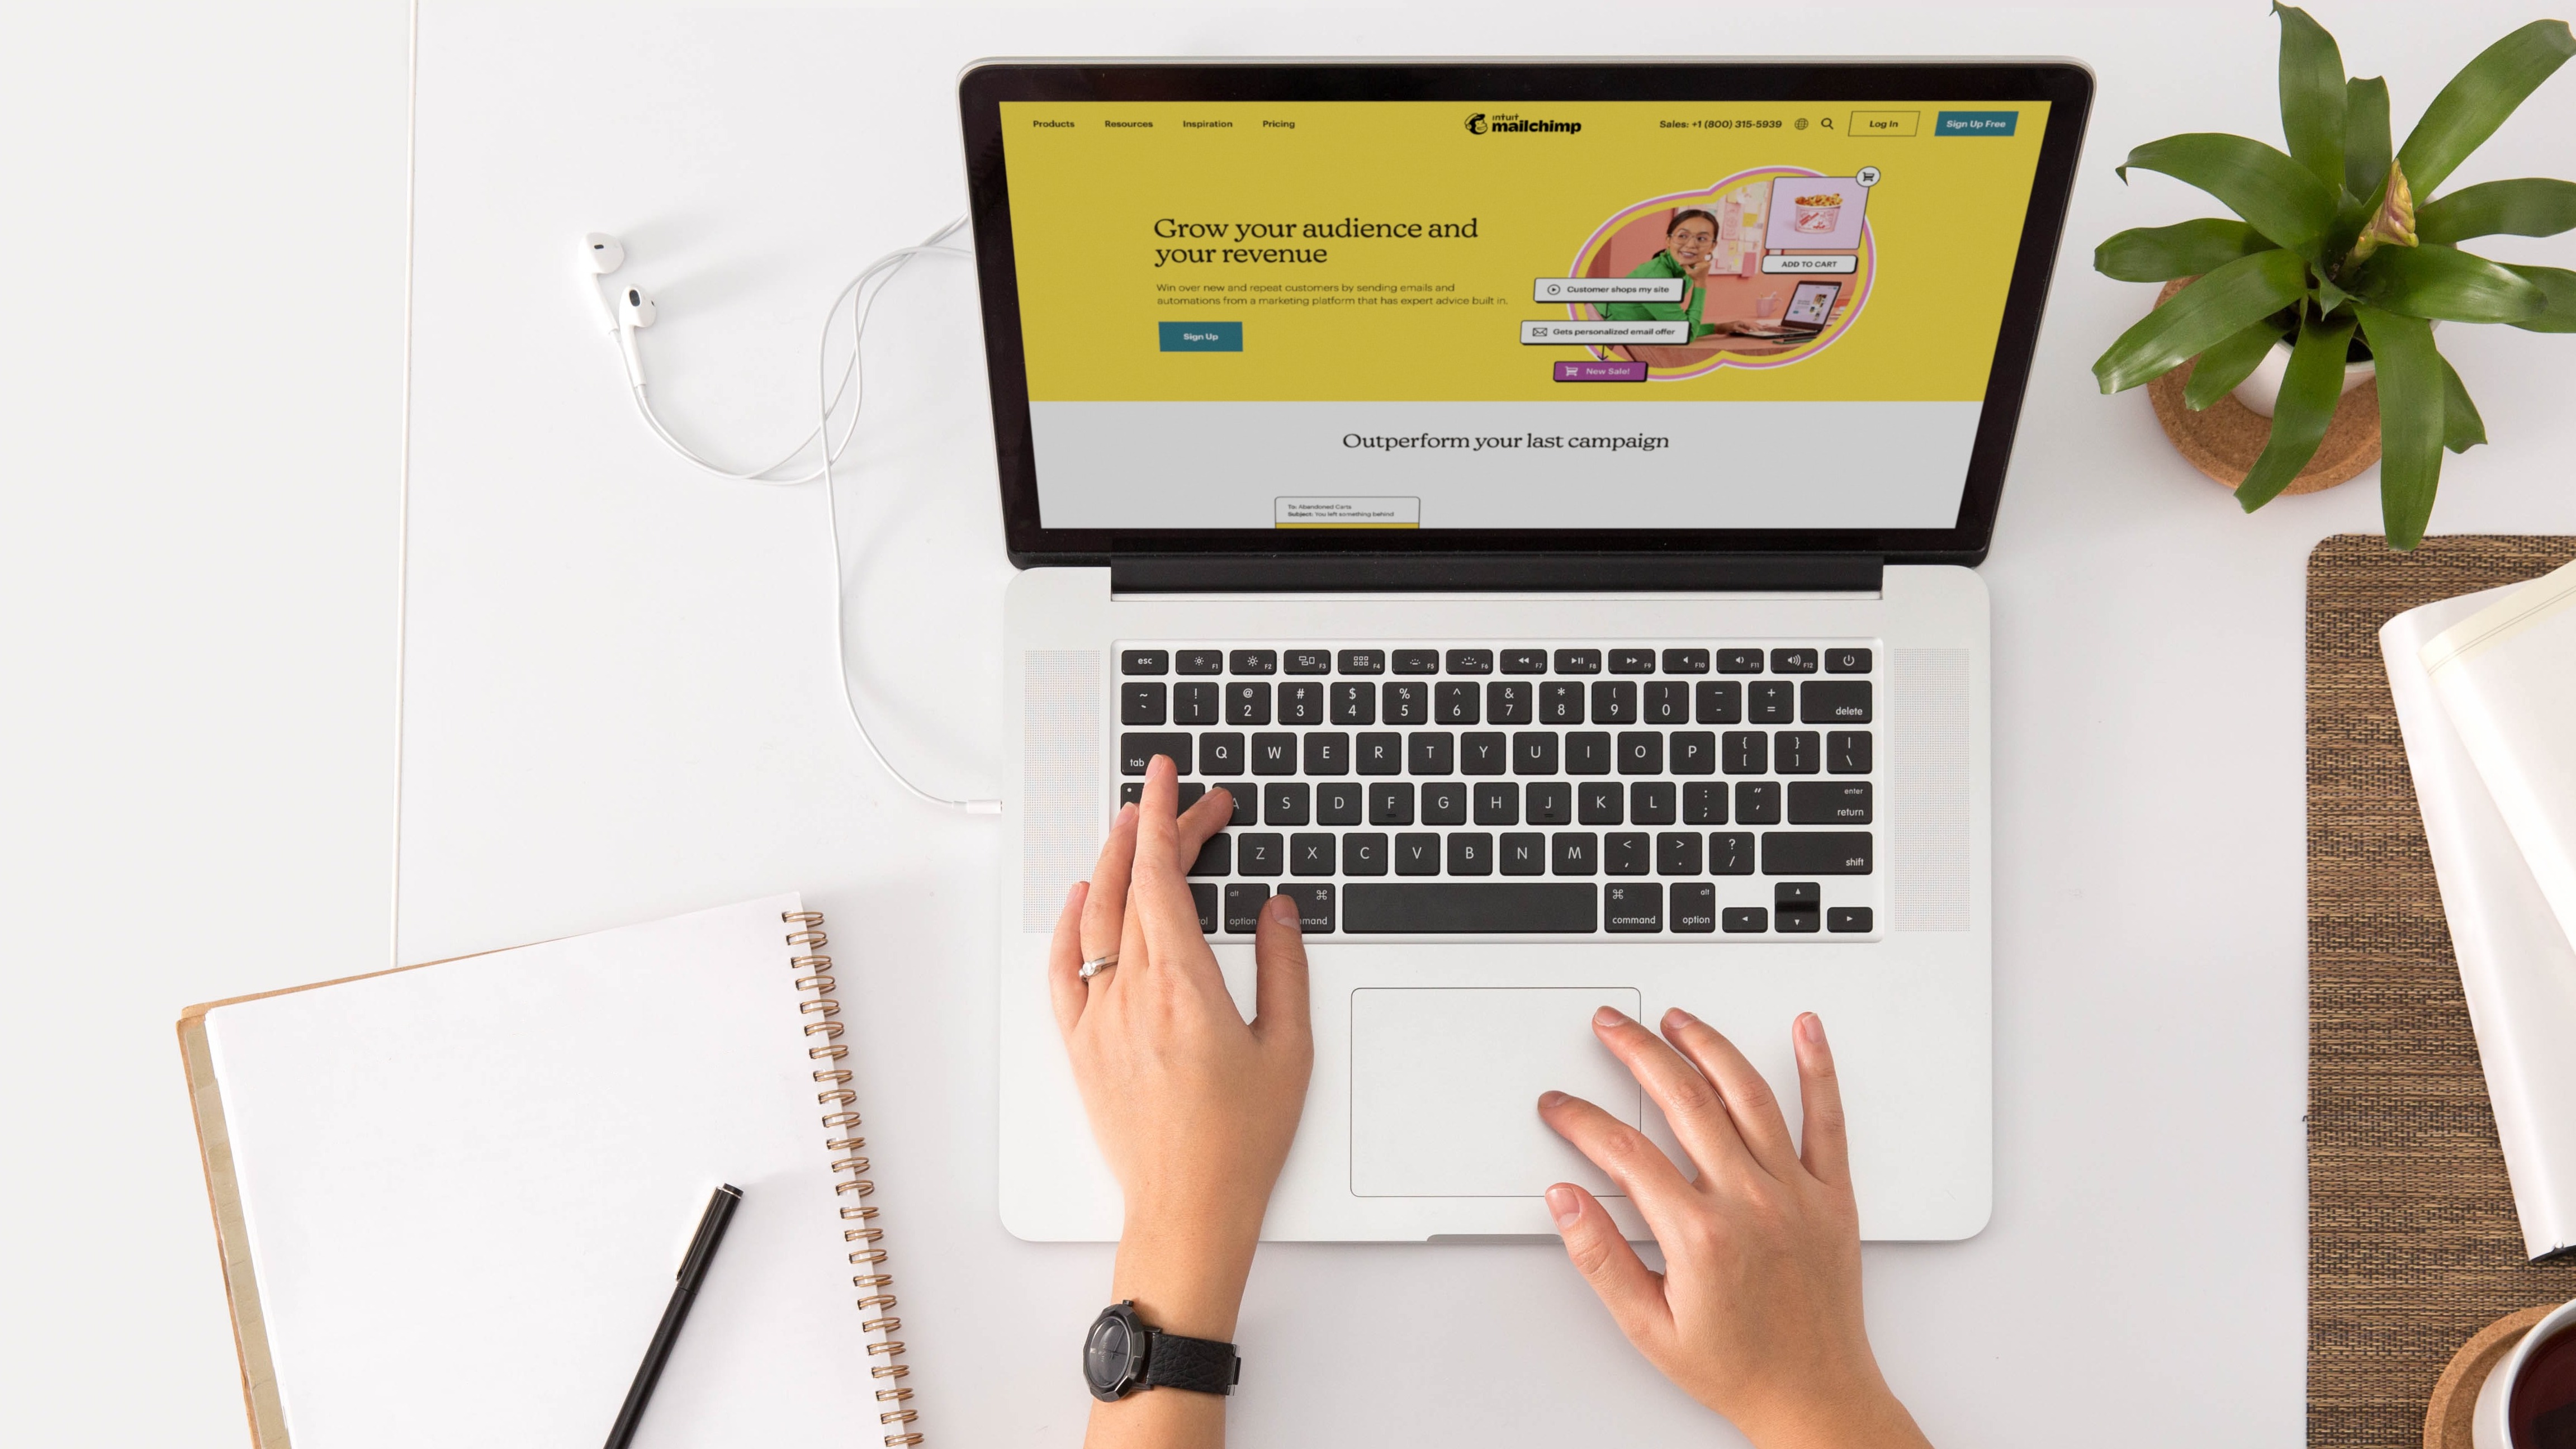 Products Resources Inspiration Pricing
intuit
mailchimp
Sales: +1 (800) 315-5939
Log In
Sign Up Free
Grow your audience and
your revenue
Win over new and repeat customers by sending emails and
automations from a marketing platform that has expert advice built in.
Sign Up
ADD TO CART
Customer shops my site
Gets personalized email offer
New Sale!
Outperform your last campaign
To: Abandoned Carts
Subject: You left something behind
esc F1 F2 F3 F4 F5 F6 F7 F8 F9 F10 F11 F12
~ ! @ # $ % ^ & * ( ) – +
` 1 2 3 4 5 6 7 8 9 0 - = delete
tab Q W E R T Y U I O P { [ } ] | \
A S D F G H J K L : ; " ' enter return
Z X C V B N M < , > . ? / shift
alt option ⌘ ⌘ command alt option